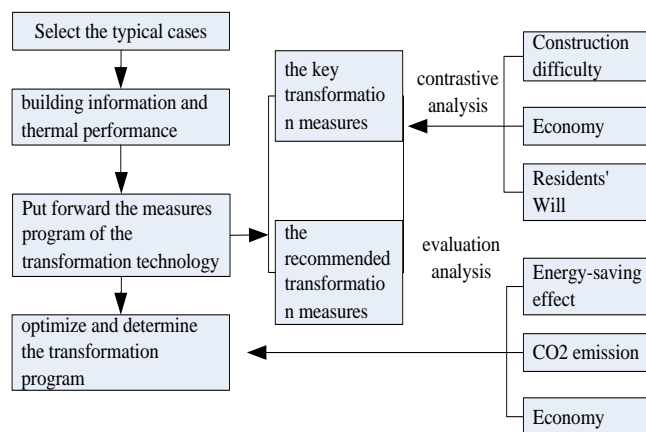 Select the typical cases
building information and
thermal performance
Put forward the measures
program of the
transformation technology
optimize and determine
the transformation
program
the key
transformatio
n measures
the
recommended
transformatio
n measures
contrastive
analysis
evaluation
analysis
Construction
difficulty
Economy
Residents'
Will
Energy-saving
effect
CO2 emission
Economy